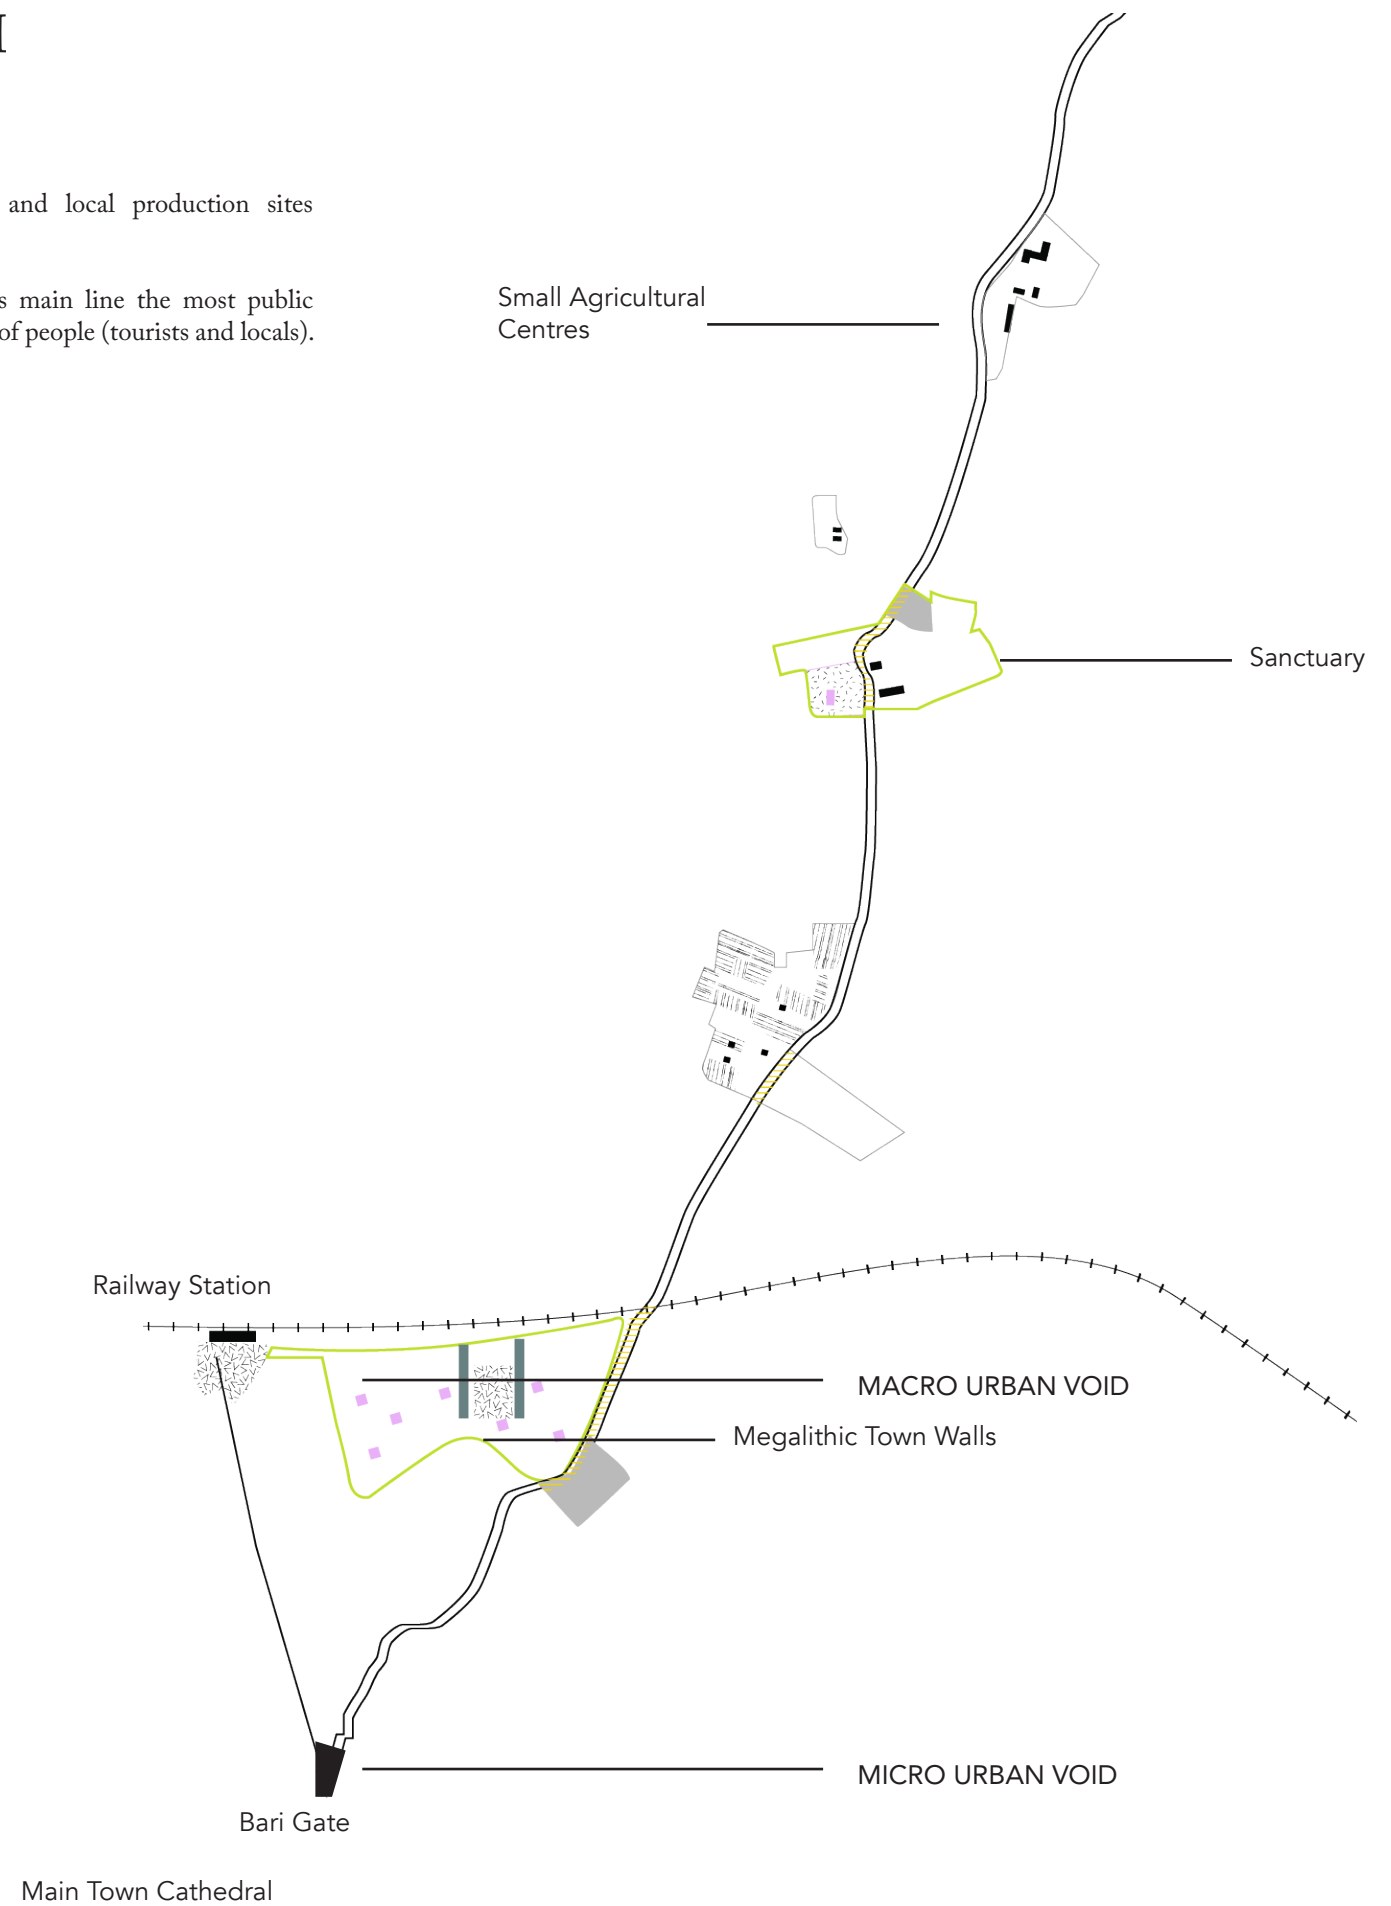 and local production sites
main line the most public
of people (tourists and locals).
Small Agricultural
Centres
Sanctuary
Railway Station
MACRO URBAN VOID
Megalithic Town Walls
MICRO URBAN VOID
Bari Gate
Main Town Cathedral